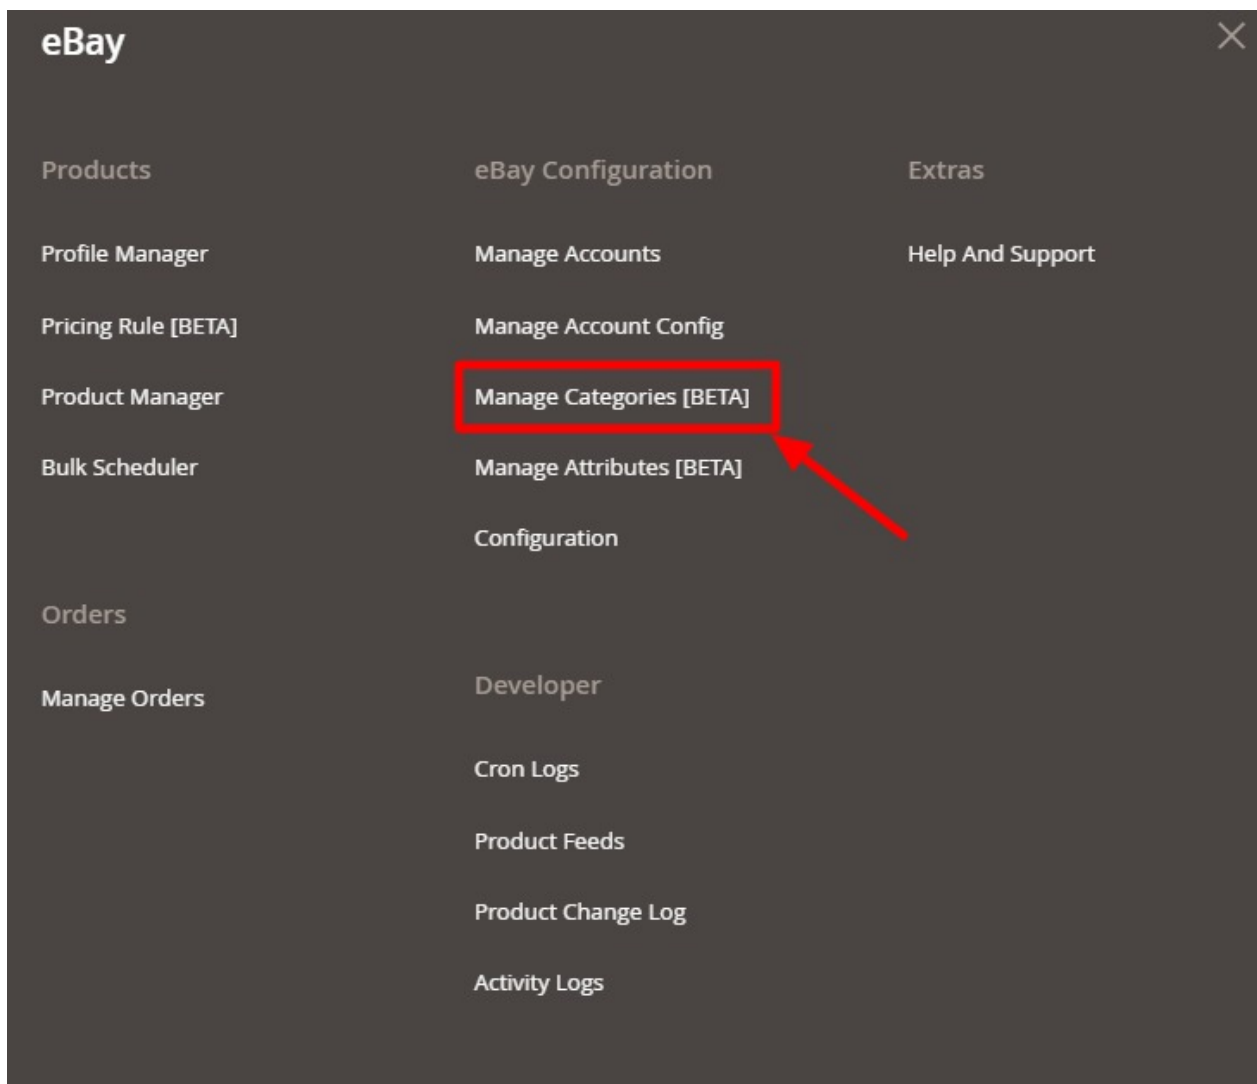 eBay
Products
Profile Manager
Pricing Rule [BETA]
Product Manager
Bulk Scheduler
Orders
Manage Orders
eBay Configuration
Manage Accounts
Manage Account Config
Manage Categories [BETA]
Manage Attributes [BETA]
Configuration
Developer
Cron Logs
Product Feeds
Product Change Log
Activity Logs
Extras
Help And Support